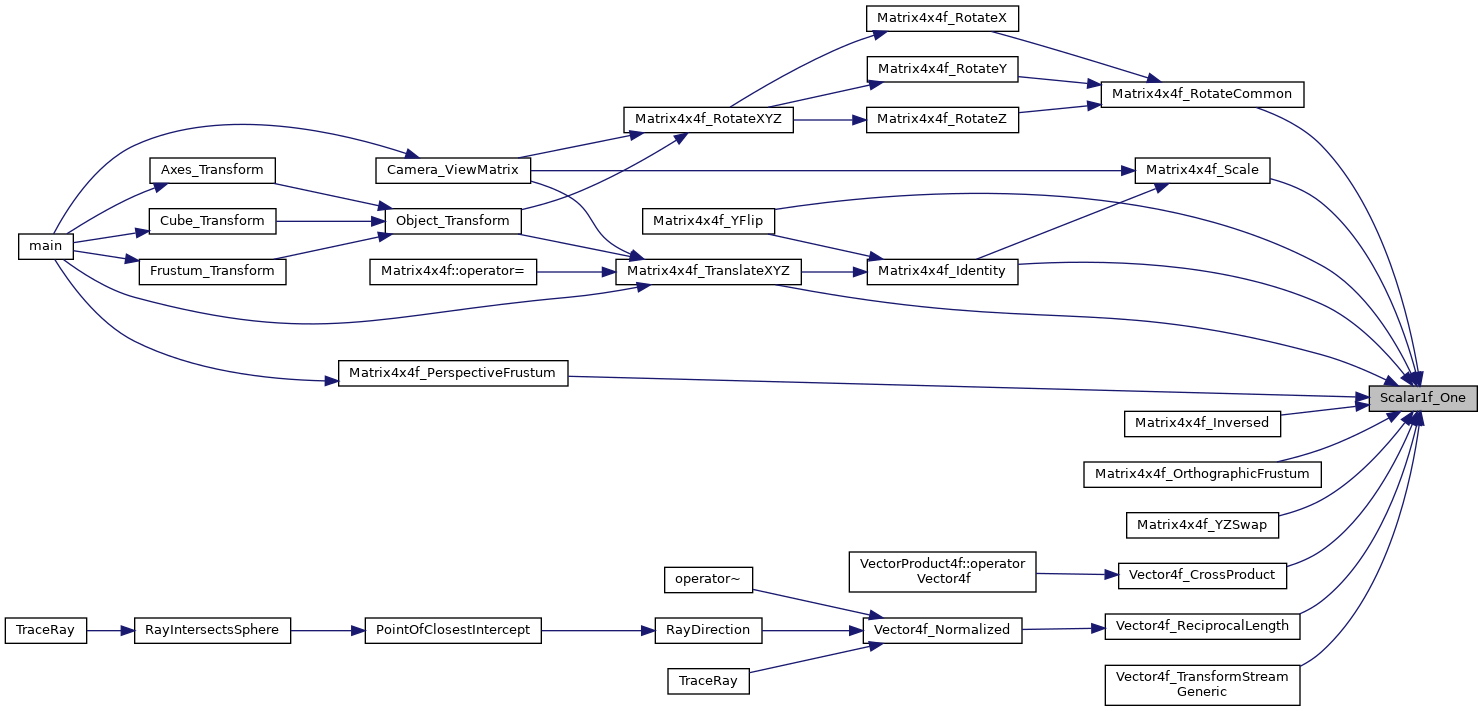 Matrix4x4f_RotateX
Matrix4x4f_RotateY
Matrix4x4f_RotateCommon
Matrix4x4f_RotateXYZ
Matrix4x4f_RotateZ
Axes_Transform
Camera_ViewMatrix
Matrix4x4f_Scale
Cube_Transform
Object_Transform
Matrix4x4f_YFlip
main
Frustum_Transform
Matrix4x4f::operator=
Matrix4x4f_TranslateXYZ
Matrix4x4f_Identity
Matrix4x4f_PerspectiveFrustum
Scalar1f_One
Matrix4x4f_Inversed
Matrix4x4f_OrthographicFrustum
Matrix4x4f_YZSwap
VectorProduct4f::operator
Vector4f
Vector4f_CrossProduct
operator~
TraceRay
RayIntersectsSphere
PointOfClosestIntercept
RayDirection
Vector4f_Normalized
Vector4f_ReciprocalLength
TraceRay
Vector4f_TransformStream
Generic